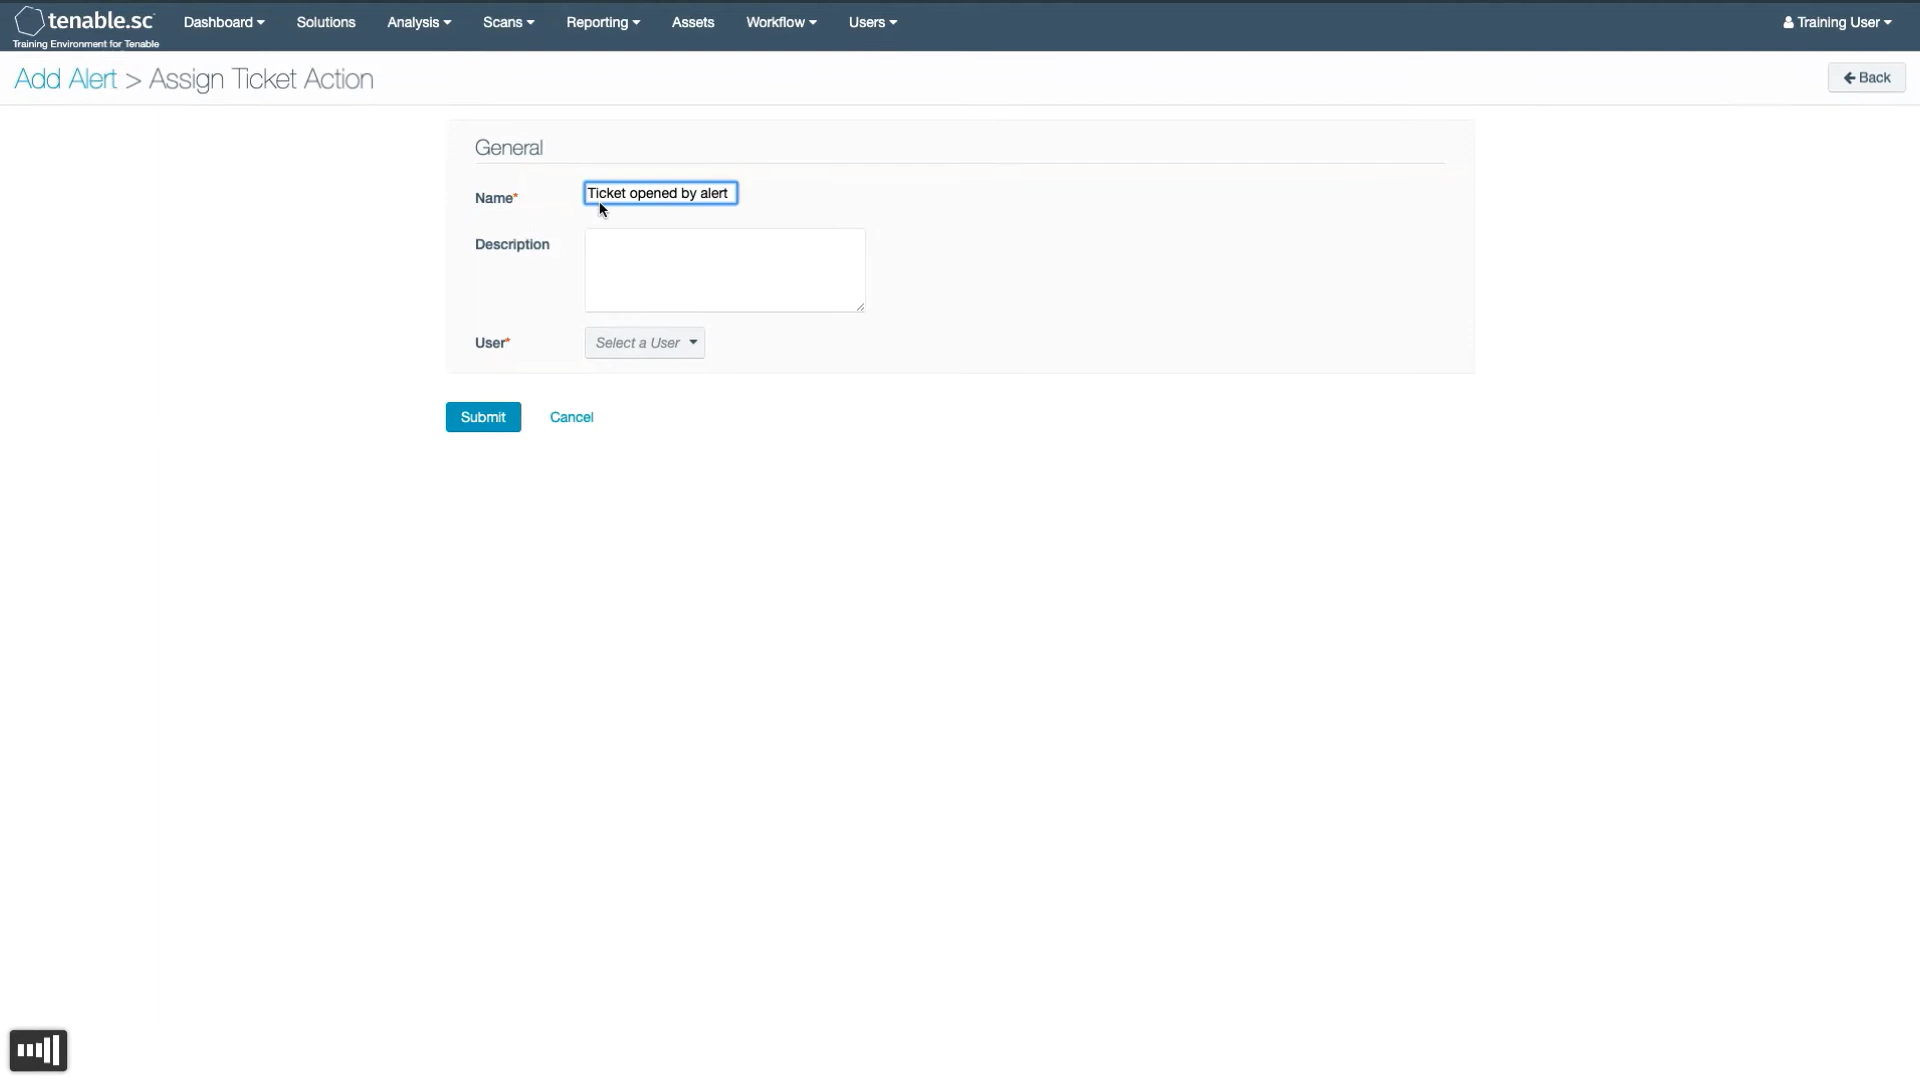 tenable.sc
Training Environment for Tenable
Dashboard
Solutions
Analysis
Scans
Reporting
Assets
Workflow
Users
Training User
Add Alert > Assign Ticket Action
Back
General
Name*
Ticket opened by alert
Description
User*
Select a User
Submit
Cancel